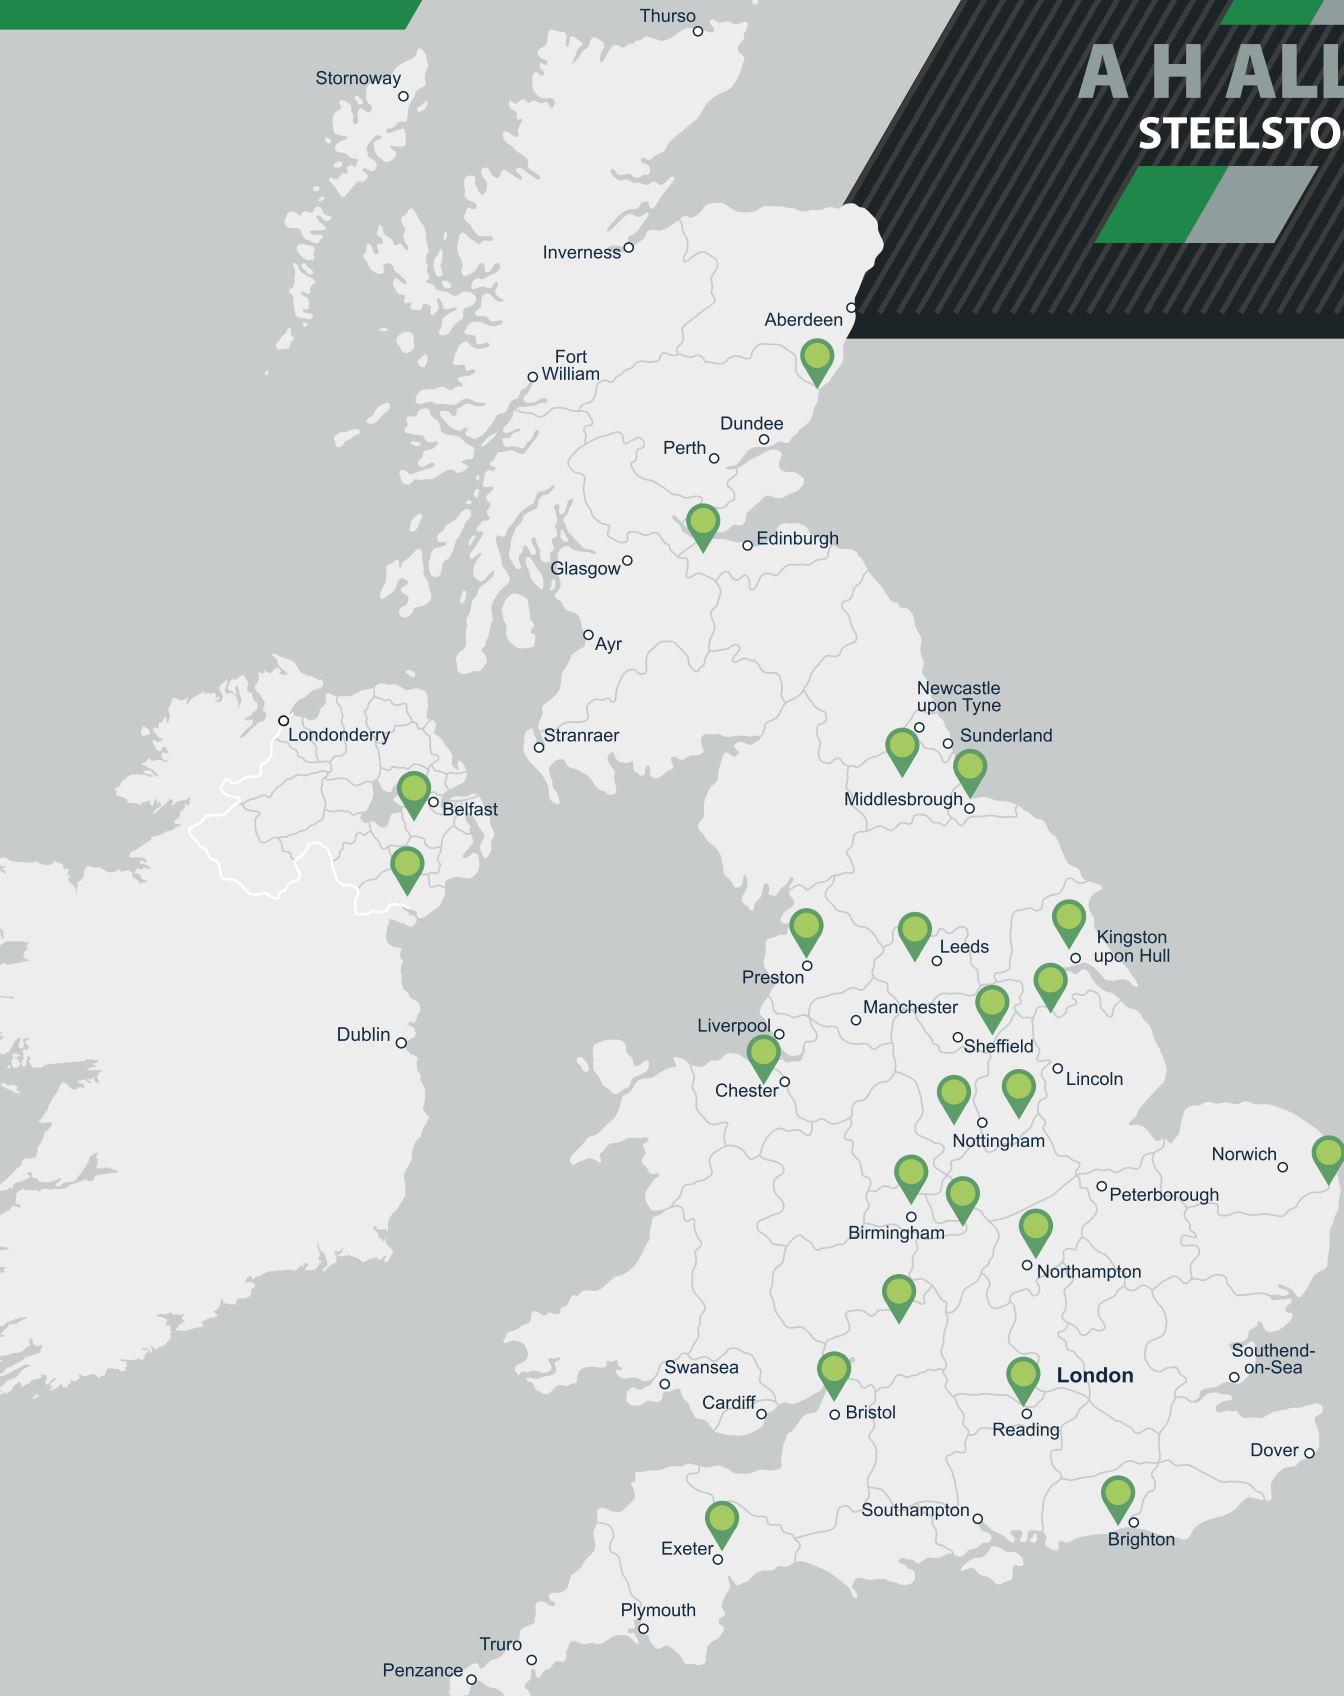 Thurso
A H ALL
Stornoway
STEELSTO
Inverness
Aberdeen
Fort
William
Dundee
Perth
Edinburgh
Glasgow
Ayr
Newcastle
upon Tyne
Londonderry
Stranraer
Sunderland
Middlesbrough
Belfast
Kingston
upon Hull
Leeds
Preston
Manchester
Liverpool
Dublin
Sheffield
Lincoln
Chester
Nottingham
Norwich
Peterborough
Birmingham
Northampton
Southend-
on-Sea
Swansea
London
Cardiff
Bristol
Reading
Dover
Southampton
Brighton
Exeter
Plymouth
Truro
Penzance